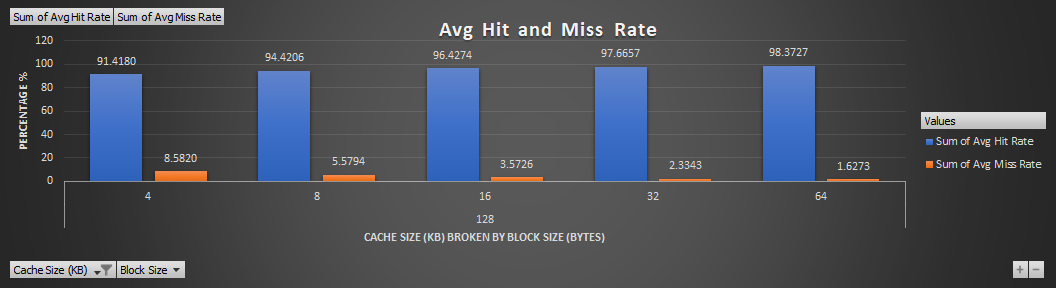 Sum of Avg Hit Rate Sum of Avg Miss Rate
Avg Hit and Miss Rate
PERCENTAGE %
120
100
80
60
40
20
0
91.4180
94.4206
96.4274
97.6657
98.3727
8.5820
5.5794
3.5726
2.3343
1.6273
4 8 16 32 64
128
CACHE SIZE (KB) BROKEN BY BLOCK SIZE (BYTES)
Values
Sum of Avg Hit Rate
Sum of Avg Miss Rate
Cache Size (KB) Block Size
+ −